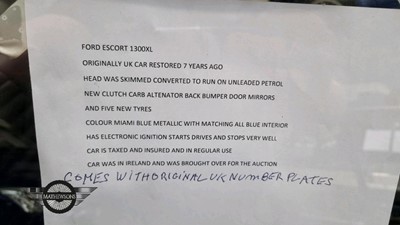 FORD ESCORT 1300XL
ORIGINALLY UK CAR RESTORED 7 YEARS AGO
HEAD WAS SKIMMED CONVERTED TO RUN ON UNLEADED PETROL
NEW CLUTCH CARB ALTENATOR BACK BUMPER DOOR MIRRORS
AND FIVE NEW TYRES
COLOUR MIAMI BLUE METALLIC WITH MATCHING ALL BLUE INTERIOR
HAS ELECTRONIC IGNITION STARTS DRIVES AND STOPS VERY WELL
CAR IS TAXED AND INSURED AND IN REGULAR USE
CAR WAS IN IRELAND AND WAS BROUGHT OVER FOR THE AUCTION
COMES WITH ORIGINAL UK NUMBER PLATES
MATHEWSONS